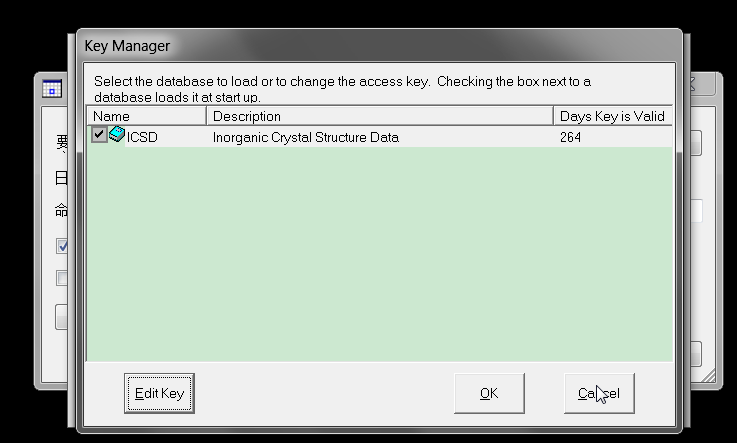 Key Manager
Select the database to load or to change the access key. Checking the box next to a
database loads it at start up.
Name Description Days Key is Valid
ICSD Inorganic Crystal Structure Data 264
要
日
命
Edit Key OK Cancel